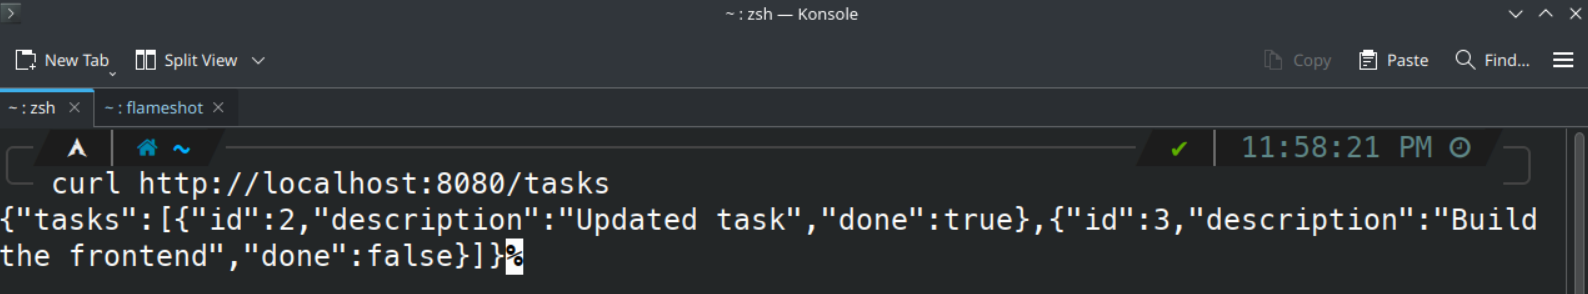 ~ : zsh — Konsole
New Tab Split View Copy Paste Find...
~ : zsh ~ : flameshot
~ ✔ 11:58:21 PM
curl http://localhost:8080/tasks
{"tasks":[{"id":2,"description":"Updated task","done":true},{"id":3,"description":"Build
the frontend","done":false}]}%